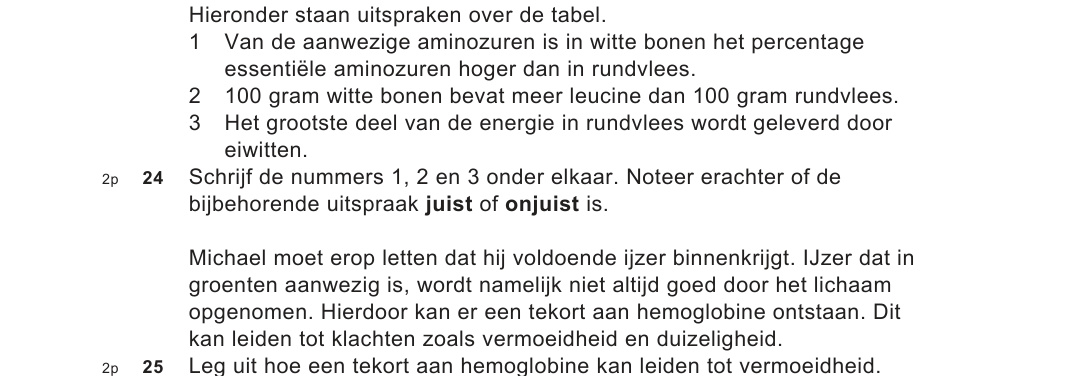 Hieronder staan uitspraken over de tabel.
1 Van de aanwezige aminozuren is in witte bonen het percentage
essentiële aminozuren hoger dan in rundvlees.
2 100 gram witte bonen bevat meer leucine dan 100 gram rundvlees.
3 Het grootste deel van de energie in rundvlees wordt geleverd door
eiwitten.
2p 24 Schrijf de nummers 1, 2 en 3 onder elkaar. Noteer erachter of de
bijbehorende uitspraak juist of onjuist is.
Michael moet erop letten dat hij voldoende ijzer binnenkrijgt. IJzer dat in
groenten aanwezig is, wordt namelijk niet altijd goed door het lichaam
opgenomen. Hierdoor kan er een tekort aan hemoglobine ontstaan. Dit
kan leiden tot klachten zoals vermoeidheid en duizeligheid.
2p 25 Leg uit hoe een tekort aan hemoglobine kan leiden tot vermoeidheid.